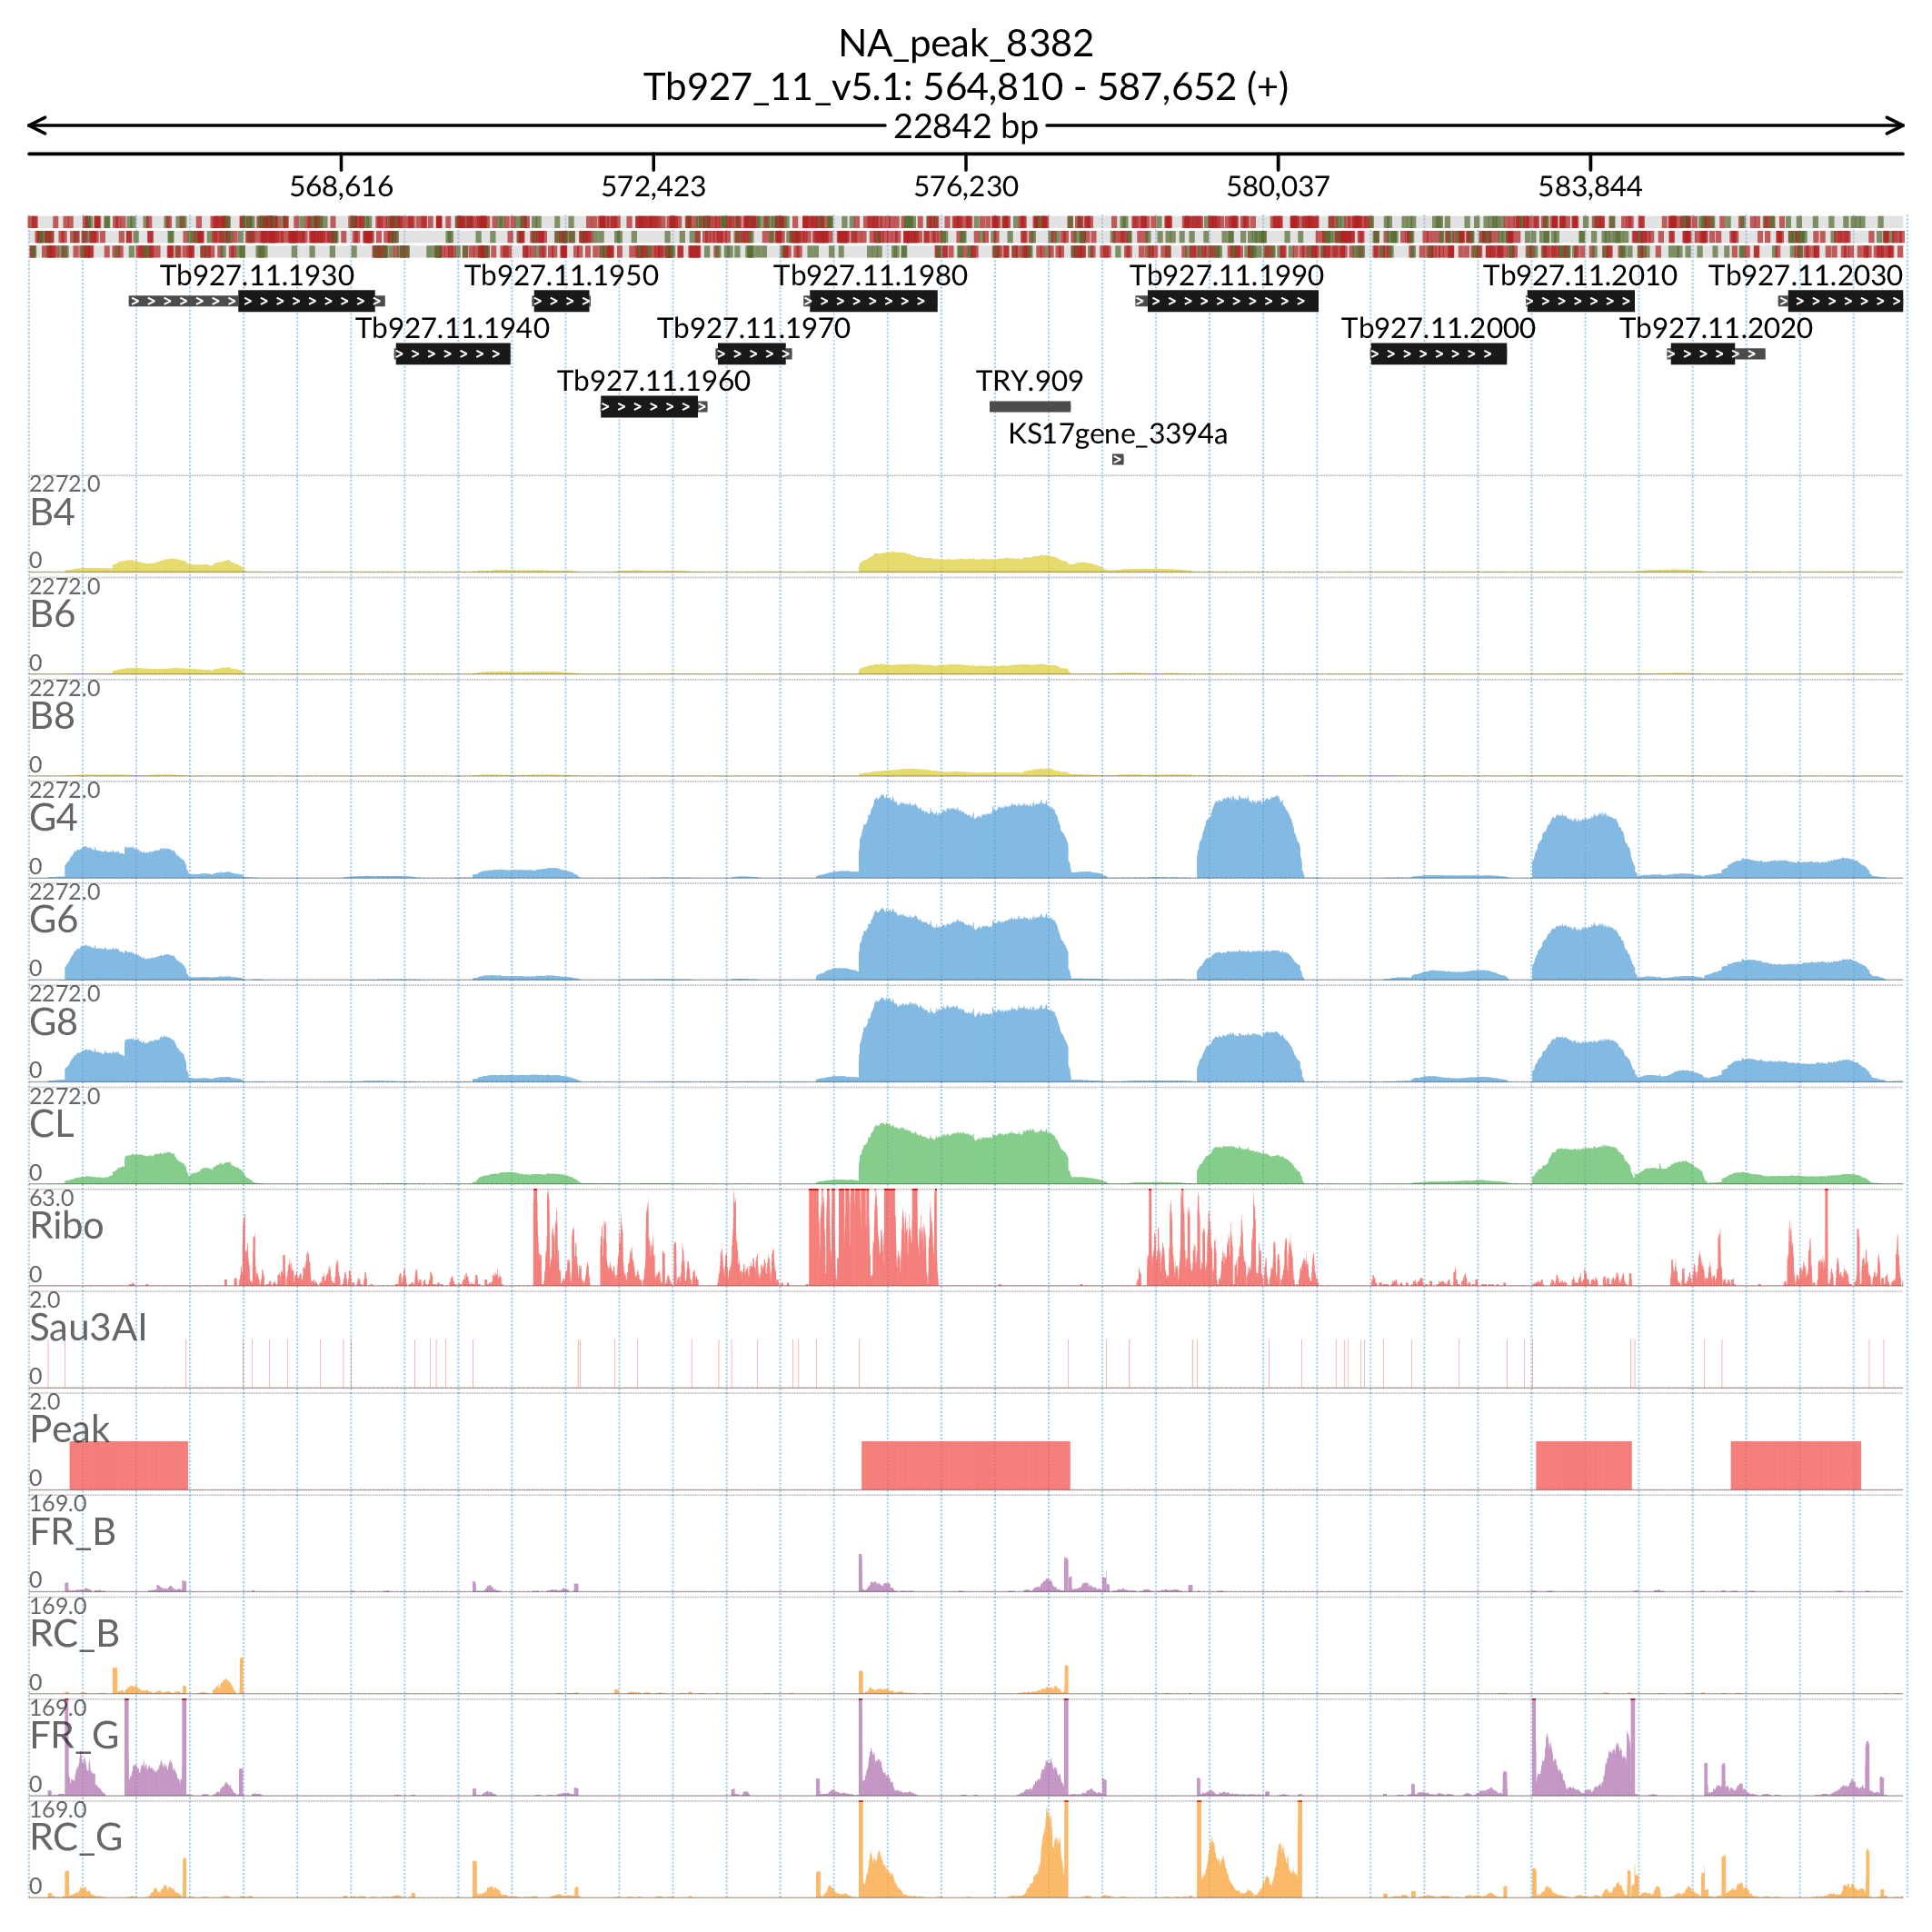 NA_peak_8382
Tb927_11_v5.1: 564,810 - 587,652 (+)
22842 bp
568,616 572,423 576,230 580,037 583,844
Tb927.11.1930 Tb927.11.1950 Tb927.11.1980 Tb927.11.1990 Tb927.11.2010 Tb927.11.2030
Tb927.11.1940 Tb927.11.1970 Tb927.11.2000 Tb927.11.2020
Tb927.11.1960 TRY.909
KS17gene_3394a
2272.0
B4
0
2272.0
B6
0
2272.0
B8
0
2272.0
G4
0
2272.0
G6
0
2272.0
G8
0
2272.0
CL
0
63.0
Ribo
0
2.0
Sau3AI
0
2.0
Peak
0
169.0
FR_B
0
169.0
RC_B
0
169.0
FR_G
0
169.0
RC_G
0